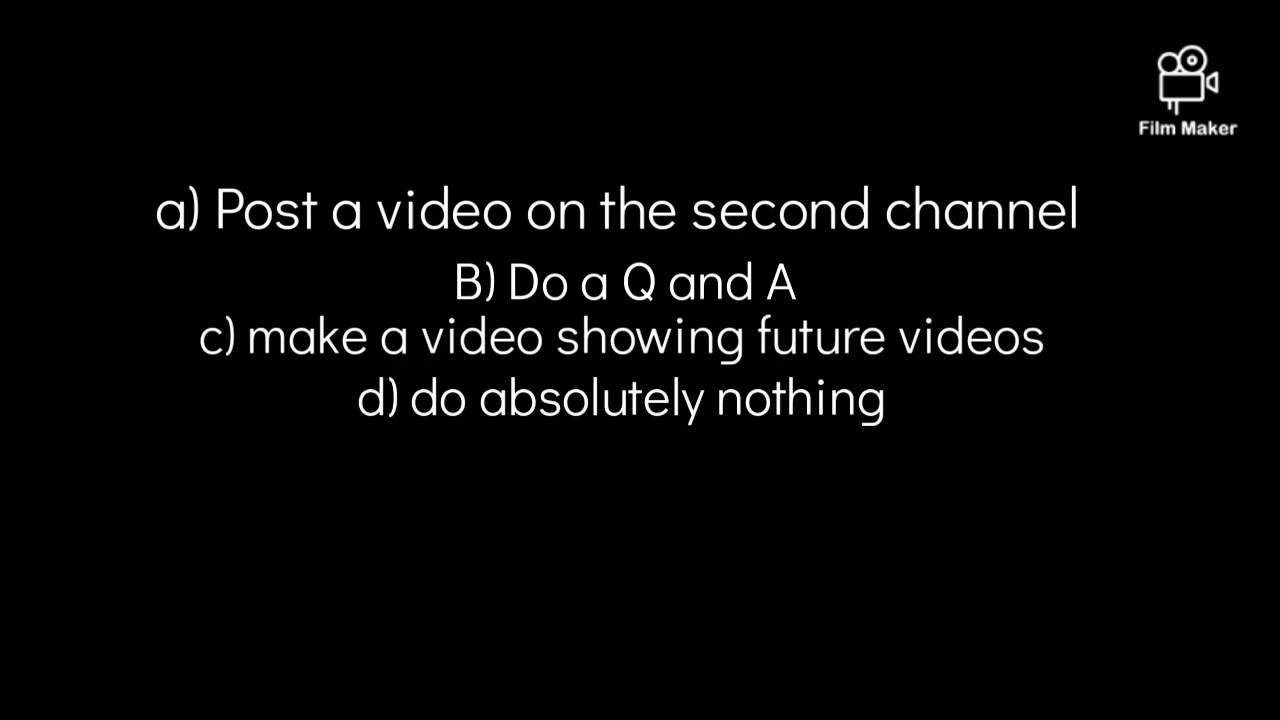 Film Maker
a) Post a video on the second channel
B) Do a Q and A
c) make a video showing future videos
d) do absolutely nothing